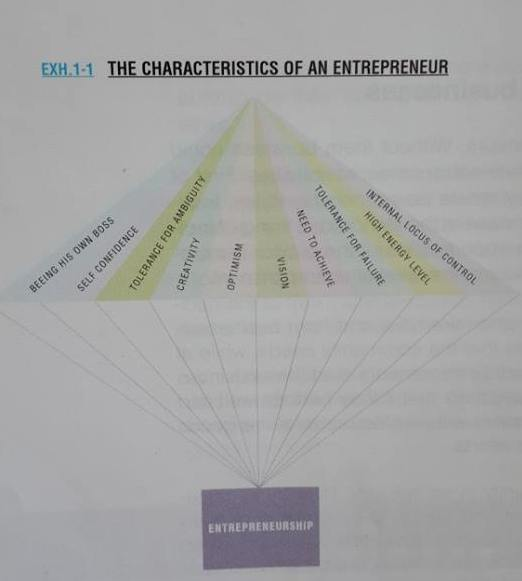 EXH.1-1 THE CHARACTERISTICS OF AN ENTREPRENEUR
BEEING HIS OWN BOSS
SELF CONFIDENCE
TOLERANCE FOR AMBIGUITY
CREATIVITY
OPTIMISM
VISION
NEED TO ACHIEVE
TOLERANCE FOR FAILURE
HIGH ENERGY LEVEL
INTERNAL LOCUS OF CONTROL
ENTREPRENEURSHIP